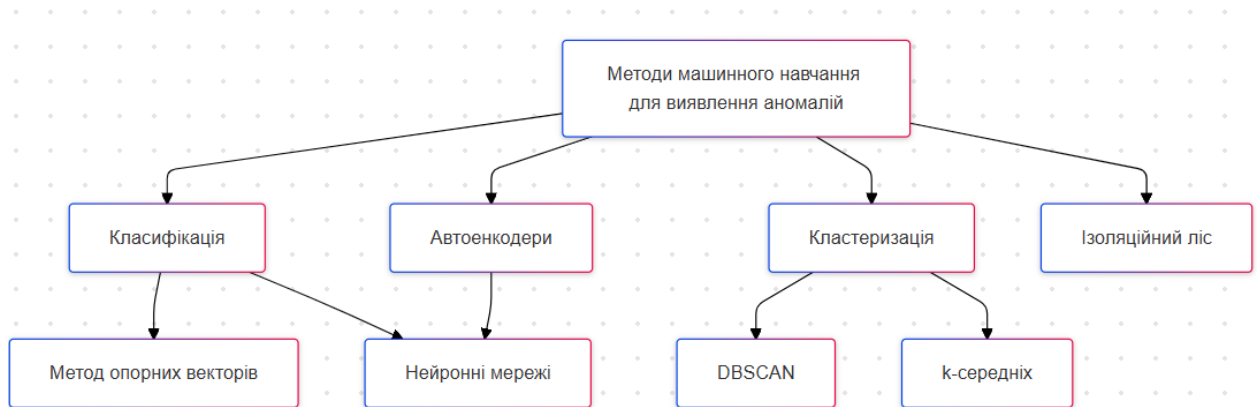 Методи машинного навчання
для виявлення аномалій
Класифікація
Автоенкодери
Кластеризація
Ізоляційний ліс
Метод опорних векторів
Нейронні мережі
DBSCAN
k-середніх